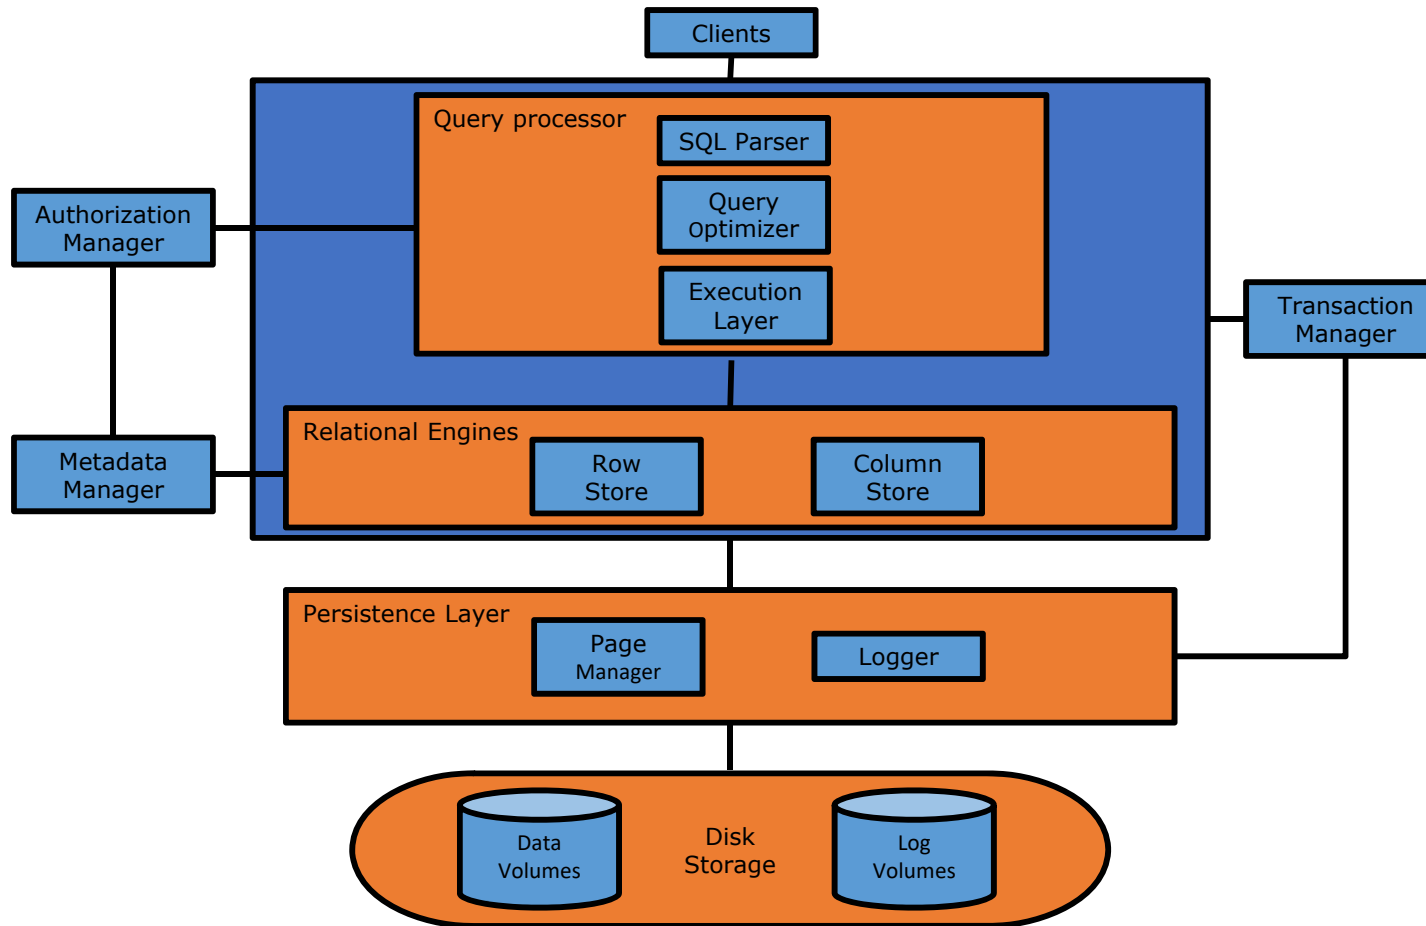 Clients
Query processor
SQL Parser
Query
Optimizer
Execution
Layer
Authorization
Manager
Transaction
Manager
Relational Engines
Row
Store
Column
Store
Metadata
Manager
Persistence Layer
Page
Manager
Logger
Data
Volumes
Disk
Storage
Log
Volumes